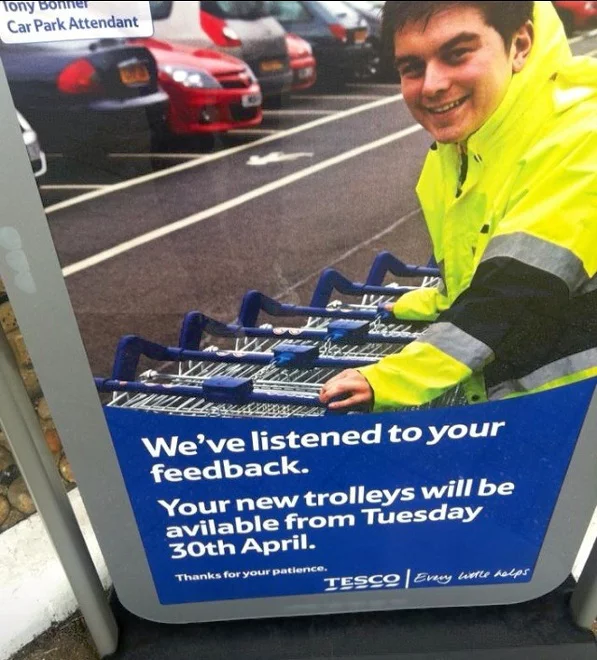 Tony Bonner
Car Park Attendant
We've listened to your
feedback.
Your new trolleys will be
avilable from Tuesday
30th April.
Thanks for your patience.
TESCO | Every little helps